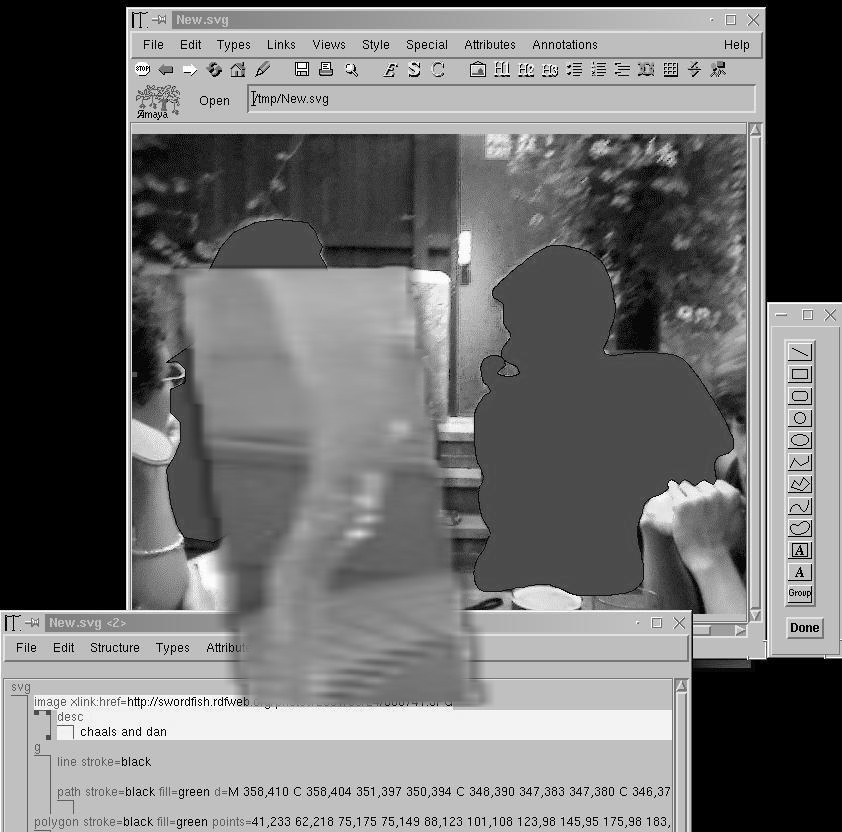 New.svg
File Edit Types Links Views Style Special Attributes Annotations Help
STOP H1 H2 H3
Amaya Open /tmp/New.svg
A
A
Group
Done
New.svg <2>
File Edit Structure Types
svg
image xlink:href=http://swordfish.rdfweb
desc
chaals and dan
g
line stroke=black
path stroke=black fill=green d=M 358,410 C 358,404 351,397 350,394 C 348,390 347,383 347,380 C 346,37
polygon stroke=black fill=green points=41,233 62,218 75,175 75,149 88,123 101,108 123,98 145,95 175,98 183,